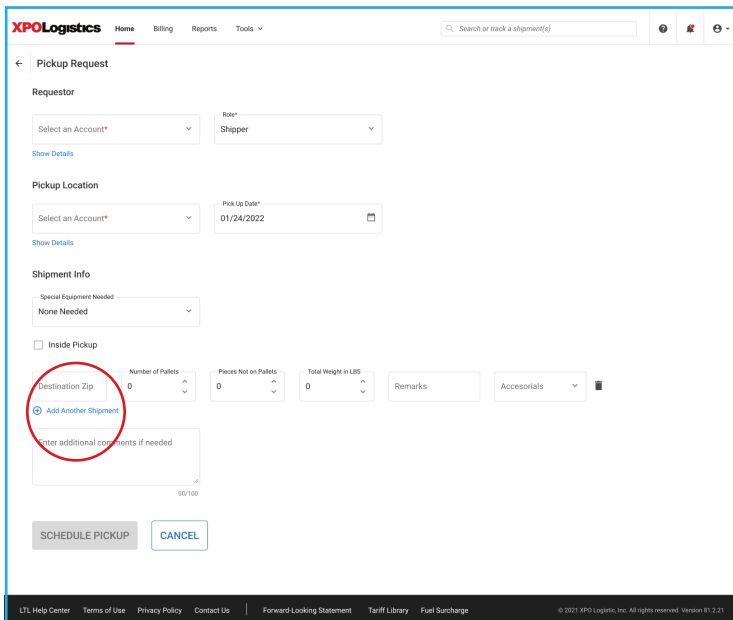 XPOLogistics Home Billing Reports Tools Search or track a shipment(s)
Pickup Request
Requestor
Role*
Select an Account* Shipper
Show Details
Pickup Location
Pick Up Date*
Select an Account* 01/24/2022
Show Details
Shipment Info
Special Equipment Needed
None Needed
Inside Pickup
Number of Pallets Pieces Not on Pallets Total Weight in LBS
Destination Zip 0 0 0 Remarks Accesorials
Add Another Shipment
Enter additional comments if needed
00/100
SCHEDULE PICKUP CANCEL
LTL Help Center Terms of Use Privacy Policy Contact Us Forward-Looking Statement Tariff Library Fuel Surcharge © 2021 XPO Logistic, Inc. All rights reserved. Version 81.2.21